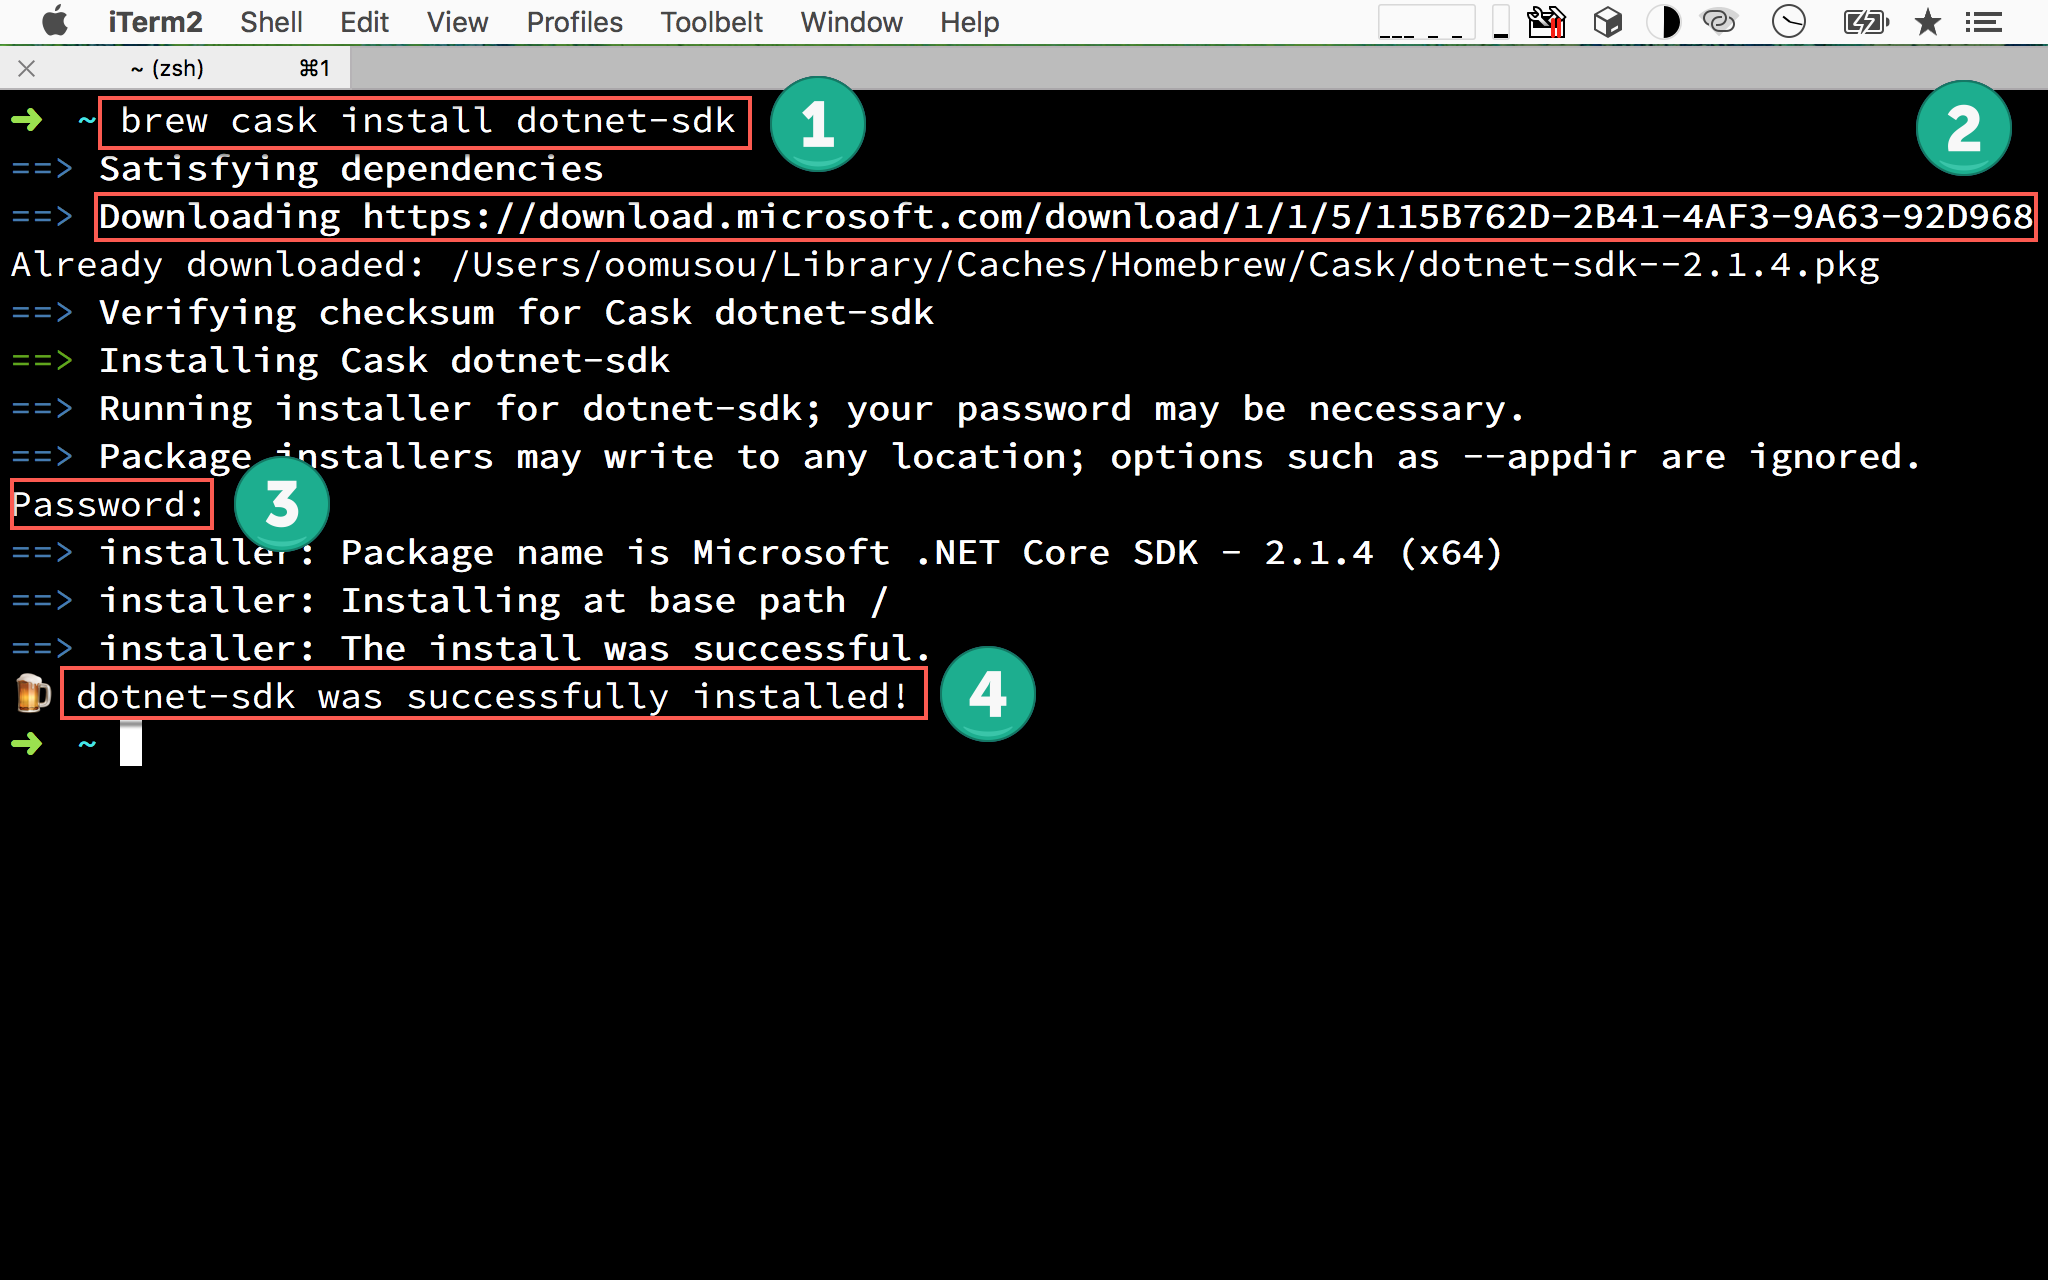 iTerm2 Shell Edit View Profiles Toolbelt Window Help
~ (zsh) ⌘1
➜ ~ brew cask install dotnet-sdk 1 2
==> Satisfying dependencies
==> Downloading https://download.microsoft.com/download/1/1/5/115B762D-2B41-4AF3-9A63-92D968
Already downloaded: /Users/oomusou/Library/Caches/Homebrew/Cask/dotnet-sdk--2.1.4.pkg
==> Verifying checksum for Cask dotnet-sdk
==> Installing Cask dotnet-sdk
==> Running installer for dotnet-sdk; your password may be necessary.
==> Package installers may write to any location; options such as --appdir are ignored.
Password: 3
==> installer: Package name is Microsoft .NET Core SDK - 2.1.4 (x64)
==> installer: Installing at base path /
==> installer: The install was successful.
🍺 dotnet-sdk was successfully installed! 4
➜ ~